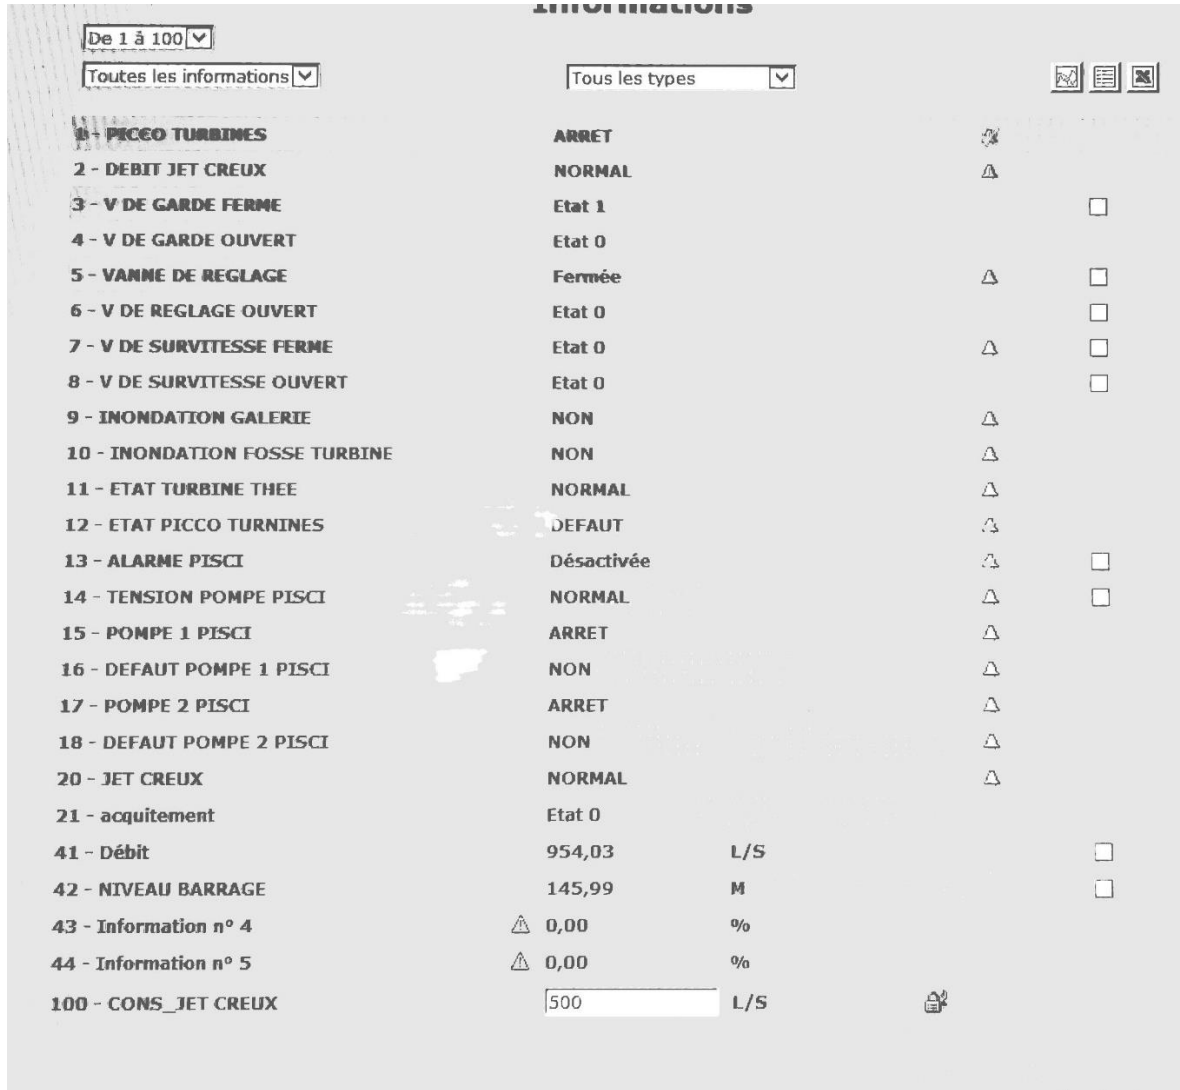 Informations
De 1 à 100
Toutes les informations Tous les types
1 - PICCO TURBINES ARRET
2 - DEBIT JET CREUX NORMAL
3 - V DE GARDE FERME Etat 1
4 - V DE GARDE OUVERT Etat 0
5 - VANNE DE REGLAGE Fermée
6 - V DE REGLAGE OUVERT Etat 0
7 - V DE SURVITESSE FERME Etat 0
8 - V DE SURVITESSE OUVERT Etat 0
9 - INONDATION GALERIE NON
10 - INONDATION FOSSE TURBINE NON
11 - ETAT TURBINE THEE NORMAL
12 - ETAT PICCO TURNINES DEFAUT
13 - ALARME PISCI Désactivée
14 - TENSION POMPE PISCI NORMAL
15 - POMPE 1 PISCI ARRET
16 - DEFAUT POMPE 1 PISCI NON
17 - POMPE 2 PISCI ARRET
18 - DEFAUT POMPE 2 PISCI NON
20 - JET CREUX NORMAL
21 - acquitement Etat 0
41 - Débit 954,03 L/S
42 - NIVEAU BARRAGE 145,99 M
43 - Information n° 4 0,00 %
44 - Information n° 5 0,00 %
100 - CONS_JET CREUX 500 L/S